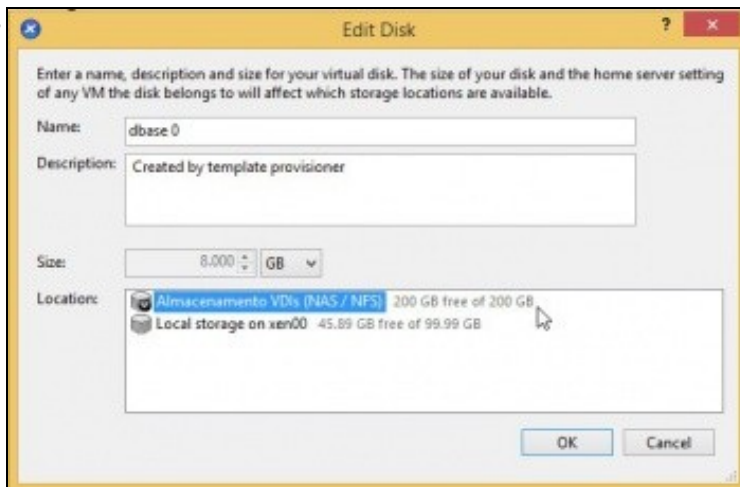 Edit Disk
?
×
Enter a name, description and size for your virtual disk. The size of your disk and the home server setting
of any VM the disk belongs to will affect which storage locations are available.
Name:
dbase 0
Description:
Created by template provisioner
Size:
8.000
GB
Location:
Almacenamento VDIs (NAS / NFS) 200 GB free of 200 GB
Local storage on xen00 45.89 GB free of 99.99 GB
OK
Cancel